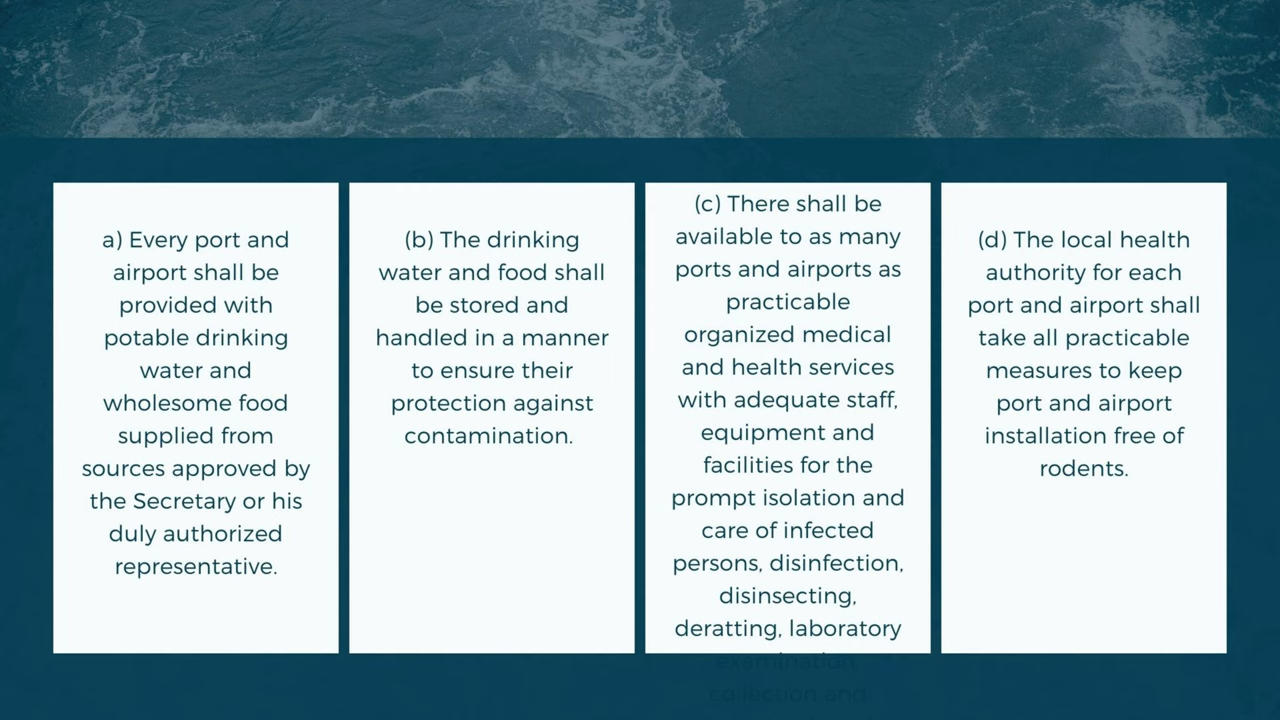 a) Every port and
airport shall be
provided with
potable drinking
water and
wholesome food
supplied from
sources approved by
the Secretary or his
duly authorized
representative.
(b) The drinking
water and food shall
be stored and
handled in a manner
to ensure their
protection against
contamination.
(c) There shall be
available to as many
ports and airports as
practicable
organized medical
and health services
with adequate staff,
equipment and
facilities for the
prompt isolation and
care of infected
persons, disinfection,
disinsecting,
deratting, laboratory
examination
collection and
(d) The local health
authority for each
port and airport shall
take all practicable
measures to keep
port and airport
installation free of
rodents.